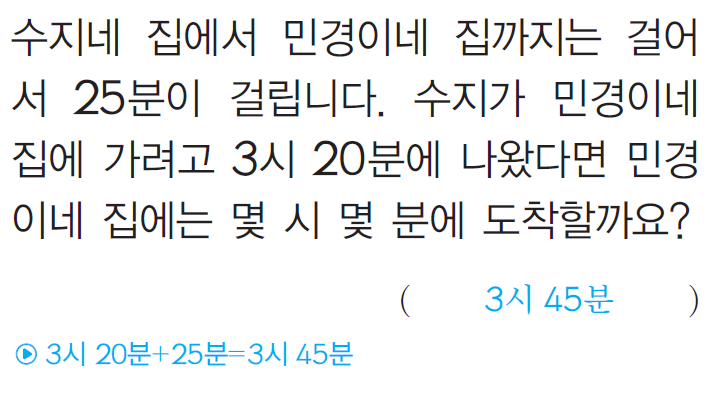 수지네 집에서 민경이네 집까지는 걸어
서 25분이 걸립니다. 수지가 민경이네
집에 가려고 3시 20분에 나왔다면 민경
이네 집에는 몇 시 몇 분에 도착할까요?
( 3시 45분 )
▶ 3시 20분+25분=3시 45분